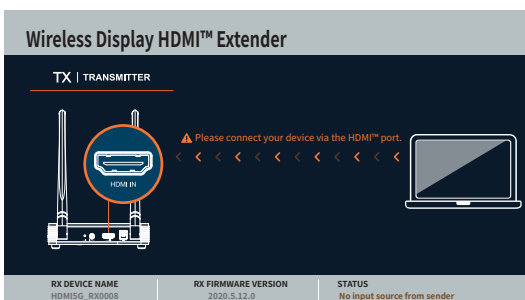 Wireless Display HDMI™ Extender
TX | TRANSMITTER
Please connect your device via the HDMI™ port.
HDMI IN
RX DEVICE NAME
HDMI5G_RX0008
RX FIRMWARE VERSION
2020.5.12.0
STATUS
No input source from sender